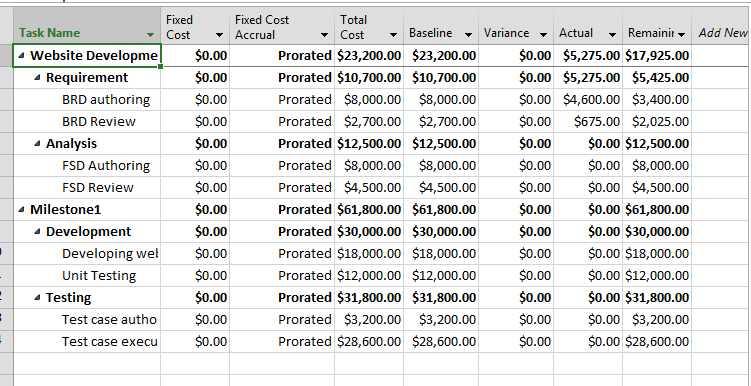 Task Name Fixed Cost Fixed Cost Accrual Total Cost Baseline Variance Actual Remainir Add New
Website Developme $0.00 Prorated $23,200.00 $23,200.00 $0.00 $5,275.00 $17,925.00
Requirement $0.00 Prorated $10,700.00 $10,700.00 $0.00 $5,275.00 $5,425.00
BRD authoring $0.00 Prorated $8,000.00 $8,000.00 $0.00 $4,600.00 $3,400.00
BRD Review $0.00 Prorated $2,700.00 $2,700.00 $0.00 $675.00 $2,025.00
Analysis $0.00 Prorated $12,500.00 $12,500.00 $0.00 $0.00 $12,500.00
FSD Authoring $0.00 Prorated $8,000.00 $8,000.00 $0.00 $0.00 $8,000.00
FSD Review $0.00 Prorated $4,500.00 $4,500.00 $0.00 $0.00 $4,500.00
Milestone1 $0.00 Prorated $61,800.00 $61,800.00 $0.00 $0.00 $61,800.00
Development $0.00 Prorated $30,000.00 $30,000.00 $0.00 $0.00 $30,000.00
Developing wel $0.00 Prorated $18,000.00 $18,000.00 $0.00 $0.00 $18,000.00
Unit Testing $0.00 Prorated $12,000.00 $12,000.00 $0.00 $0.00 $12,000.00
Testing $0.00 Prorated $31,800.00 $31,800.00 $0.00 $0.00 $31,800.00
Test case autho $0.00 Prorated $3,200.00 $3,200.00 $0.00 $0.00 $3,200.00
Test case execu $0.00 Prorated $28,600.00 $28,600.00 $0.00 $0.00 $28,600.00